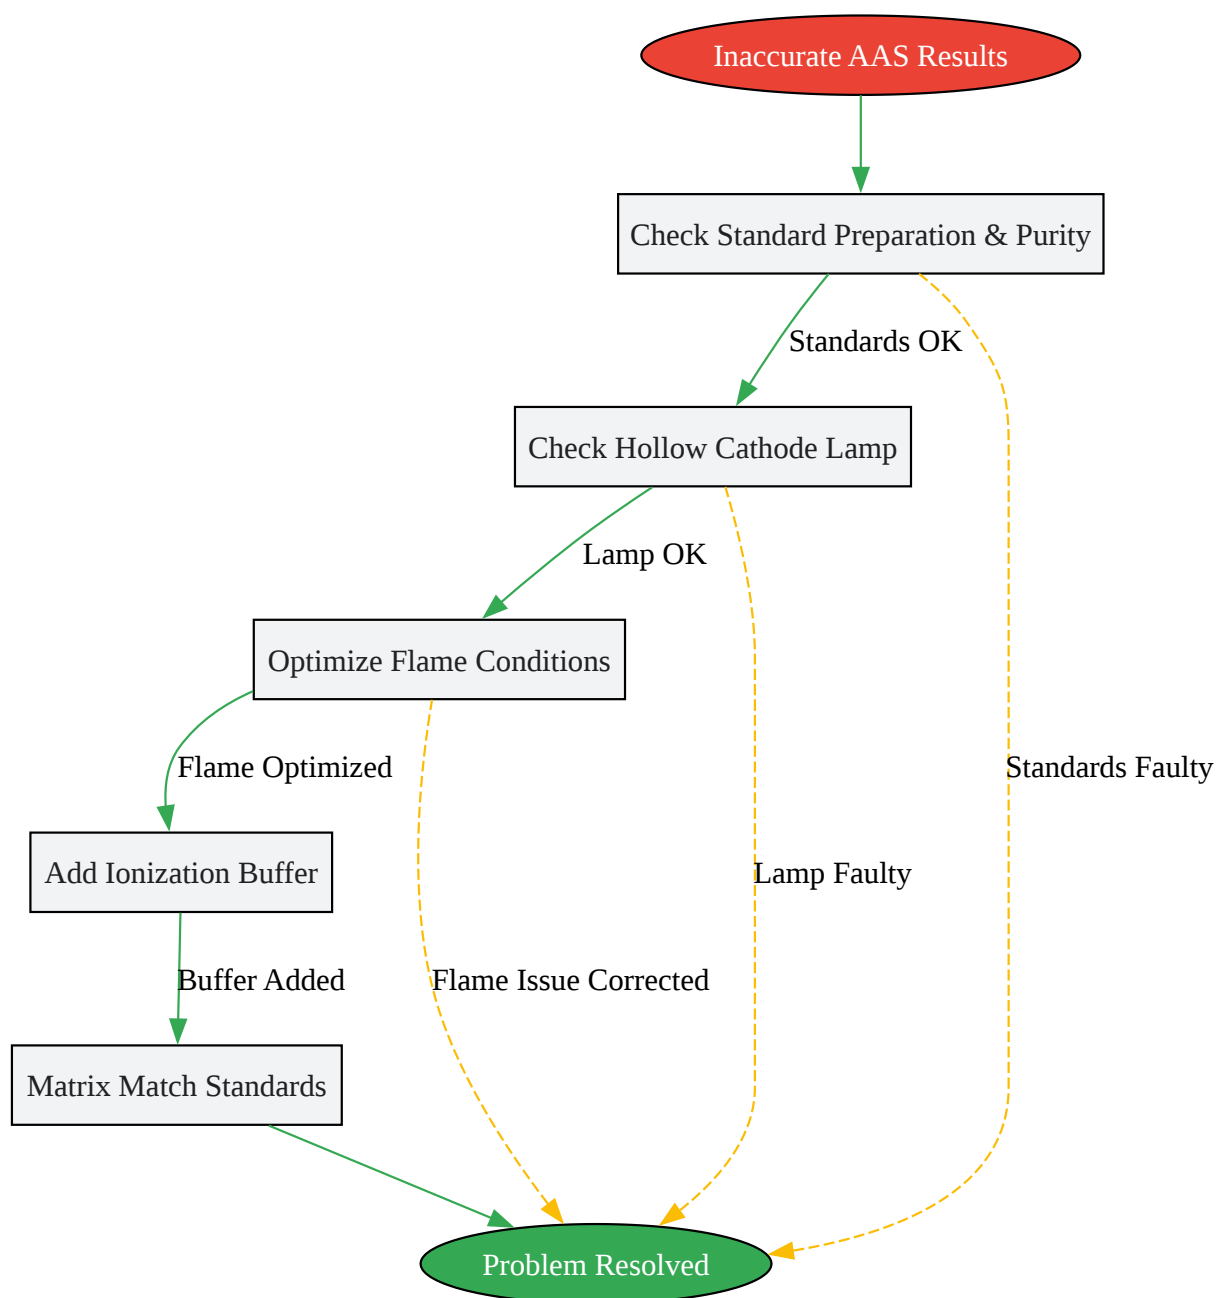 Inaccurate AAS Results
Check Standard Preparation & Purity
Standards OK
Check Hollow Cathode Lamp
Lamp OK
Optimize Flame Conditions
Flame Optimized
Standards Faulty
Add Ionization Buffer
Lamp Faulty
Buffer Added
Flame Issue Corrected
Matrix Match Standards
Problem Resolved